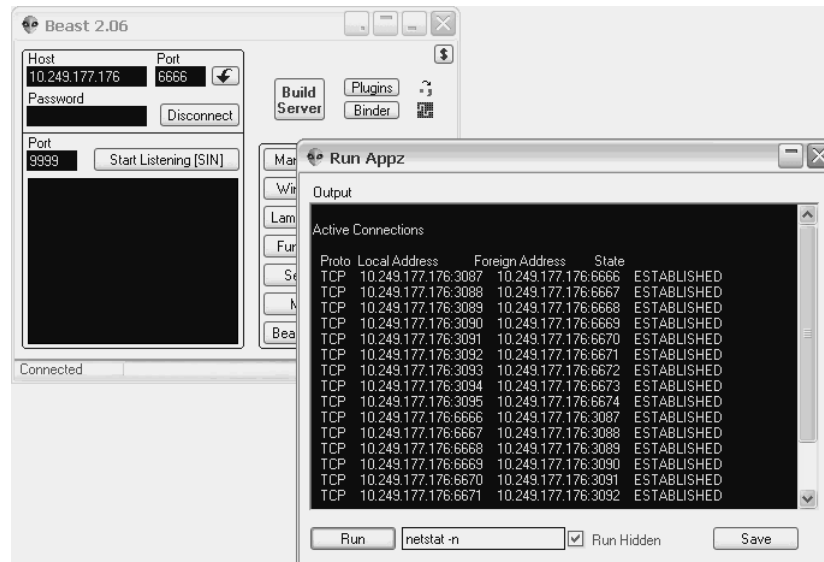 Beast 2.06
Host
Port
10.249.177.176
6666
Password
Disconnect
Port
9999
Start Listening [SIN]
Connected
$
Build
Server
Plugins
Binder
Mar
Wir
Lam
Fur
Se
M
Bea
Run Appz
Output
Active Connections
Proto Local Address Foreign Address State
TCP 10.249.177.176:3087 10.249.177.176:6666 ESTABLISHED
TCP 10.249.177.176:3088 10.249.177.176:6667 ESTABLISHED
TCP 10.249.177.176:3089 10.249.177.176:6668 ESTABLISHED
TCP 10.249.177.176:3090 10.249.177.176:6669 ESTABLISHED
TCP 10.249.177.176:3091 10.249.177.176:6670 ESTABLISHED
TCP 10.249.177.176:3092 10.249.177.176:6671 ESTABLISHED
TCP 10.249.177.176:3093 10.249.177.176:6672 ESTABLISHED
TCP 10.249.177.176:3094 10.249.177.176:6673 ESTABLISHED
TCP 10.249.177.176:3095 10.249.177.176:6674 ESTABLISHED
TCP 10.249.177.176:6666 10.249.177.176:3087 ESTABLISHED
TCP 10.249.177.176:6667 10.249.177.176:3088 ESTABLISHED
TCP 10.249.177.176:6668 10.249.177.176:3089 ESTABLISHED
TCP 10.249.177.176:6669 10.249.177.176:3090 ESTABLISHED
TCP 10.249.177.176:6670 10.249.177.176:3091 ESTABLISHED
TCP 10.249.177.176:6671 10.249.177.176:3092 ESTABLISHED
Run
netstat -n
Run Hidden
Save